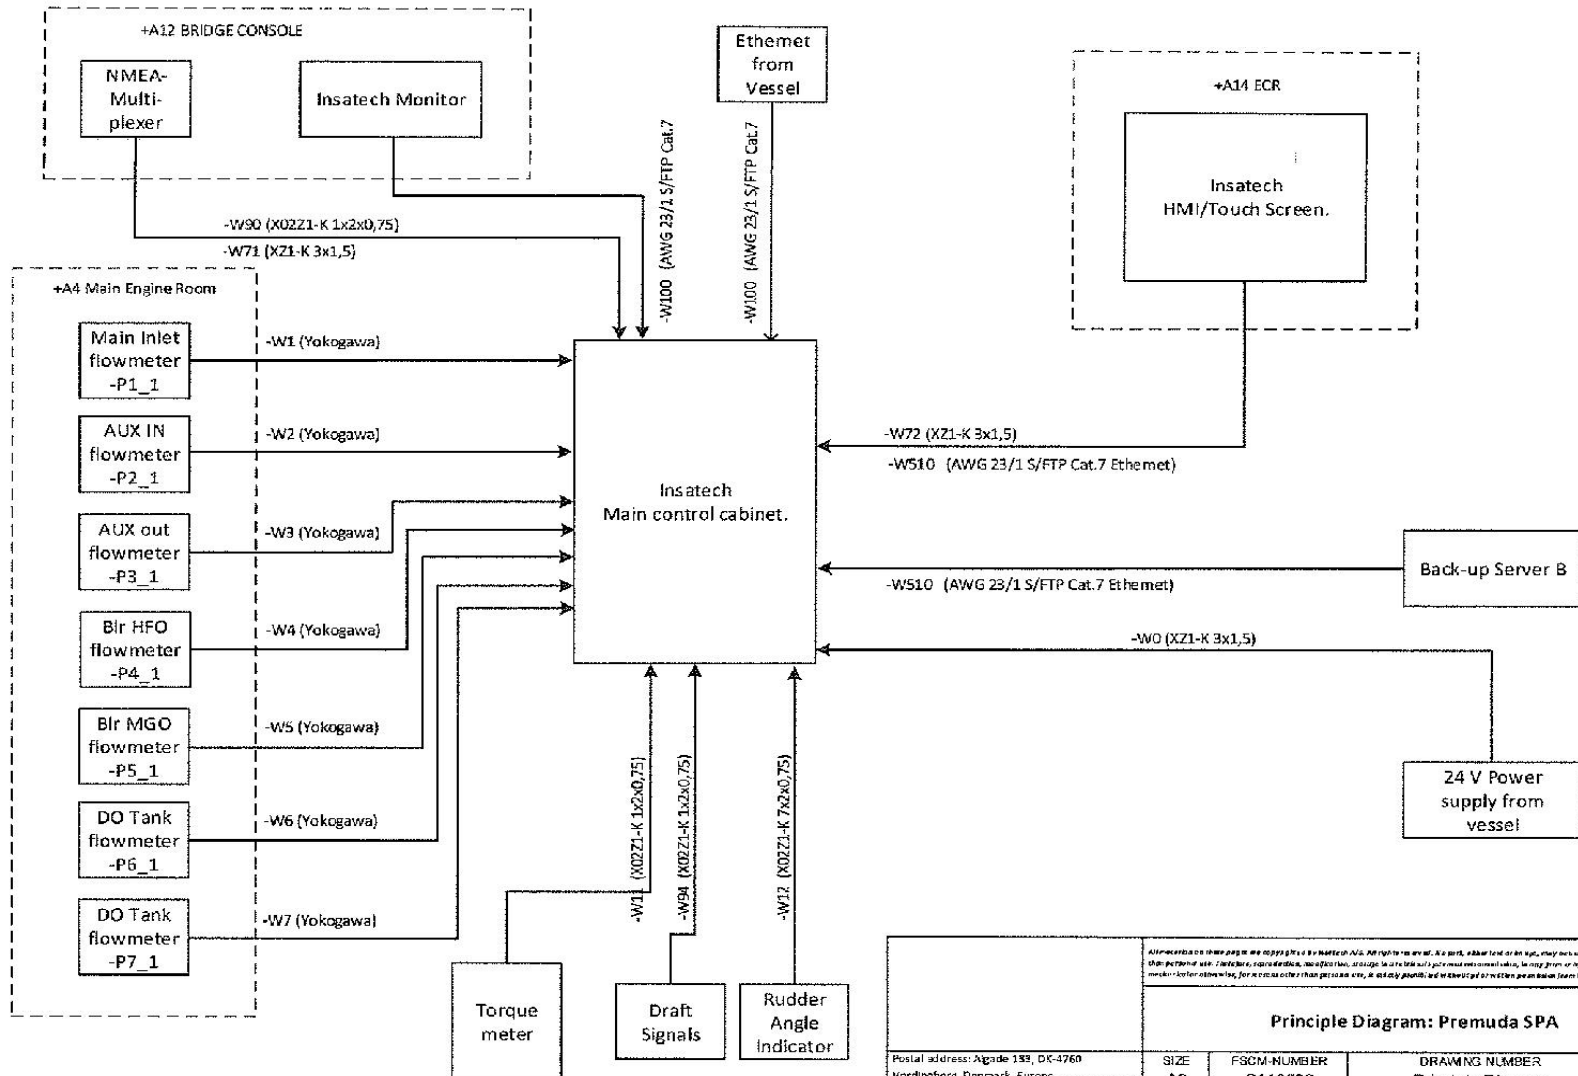 +A12 BRIDGE CONSOLE
NMEA-
Multi-
plexer
Insatech Monitor
Ethernet
from
Vessel
+A14 ECR
Insatech
HMI/Touch Screen.
-W90 (X02Z1-K 1x2x0,75)
-W71 (XZ1-K 3x1,5)
-W100 (AWG 23/1 S/FTP Cat.7
-W100 (AWG 23/1 S/FTP Cat.7
+A4 Main Engine Room
Main Inlet
flowmeter
-P1_1
-W1 (Yokogawa)
AUX IN
flowmeter
-P2_1
-W2 (Yokogawa)
AUX out
flowmeter
-P3_1
-W3 (Yokogawa)
Blr HFO
flowmeter
-P4_1
-W4 (Yokogawa)
Blr MGO
flowmeter
-P5_1
-W5 (Yokogawa)
DO Tank
flowmeter
-P6_1
-W6 (Yokogawa)
DO Tank
flowmeter
-P7_1
-W7 (Yokogawa)
Insatech
Main control cabinet.
-W72 (XZ1-K 3x1,5)
-W510 (AWG 23/1 S/FTP Cat.7 Ethernet)
Back-up Server B
-W510 (AWG 23/1 S/FTP Cat.7 Ethernet)
-W0 (XZ1-K 3x1,5)
24 V Power
supply from
vessel
-W11 (X02Z1-K 1x2x0,75)
-W94 (X02Z1-K 1x2x0,75)
-W12 (X02Z1-K 7x2x0,75)
Torque
meter
Draft
Signals
Rudder
Angle
Indicator
Principle Diagram: Premuda SPA
Postal address: Algade 133, DK-4760
SIZE
FSCM-NUMBER
DRAWING NUMBER